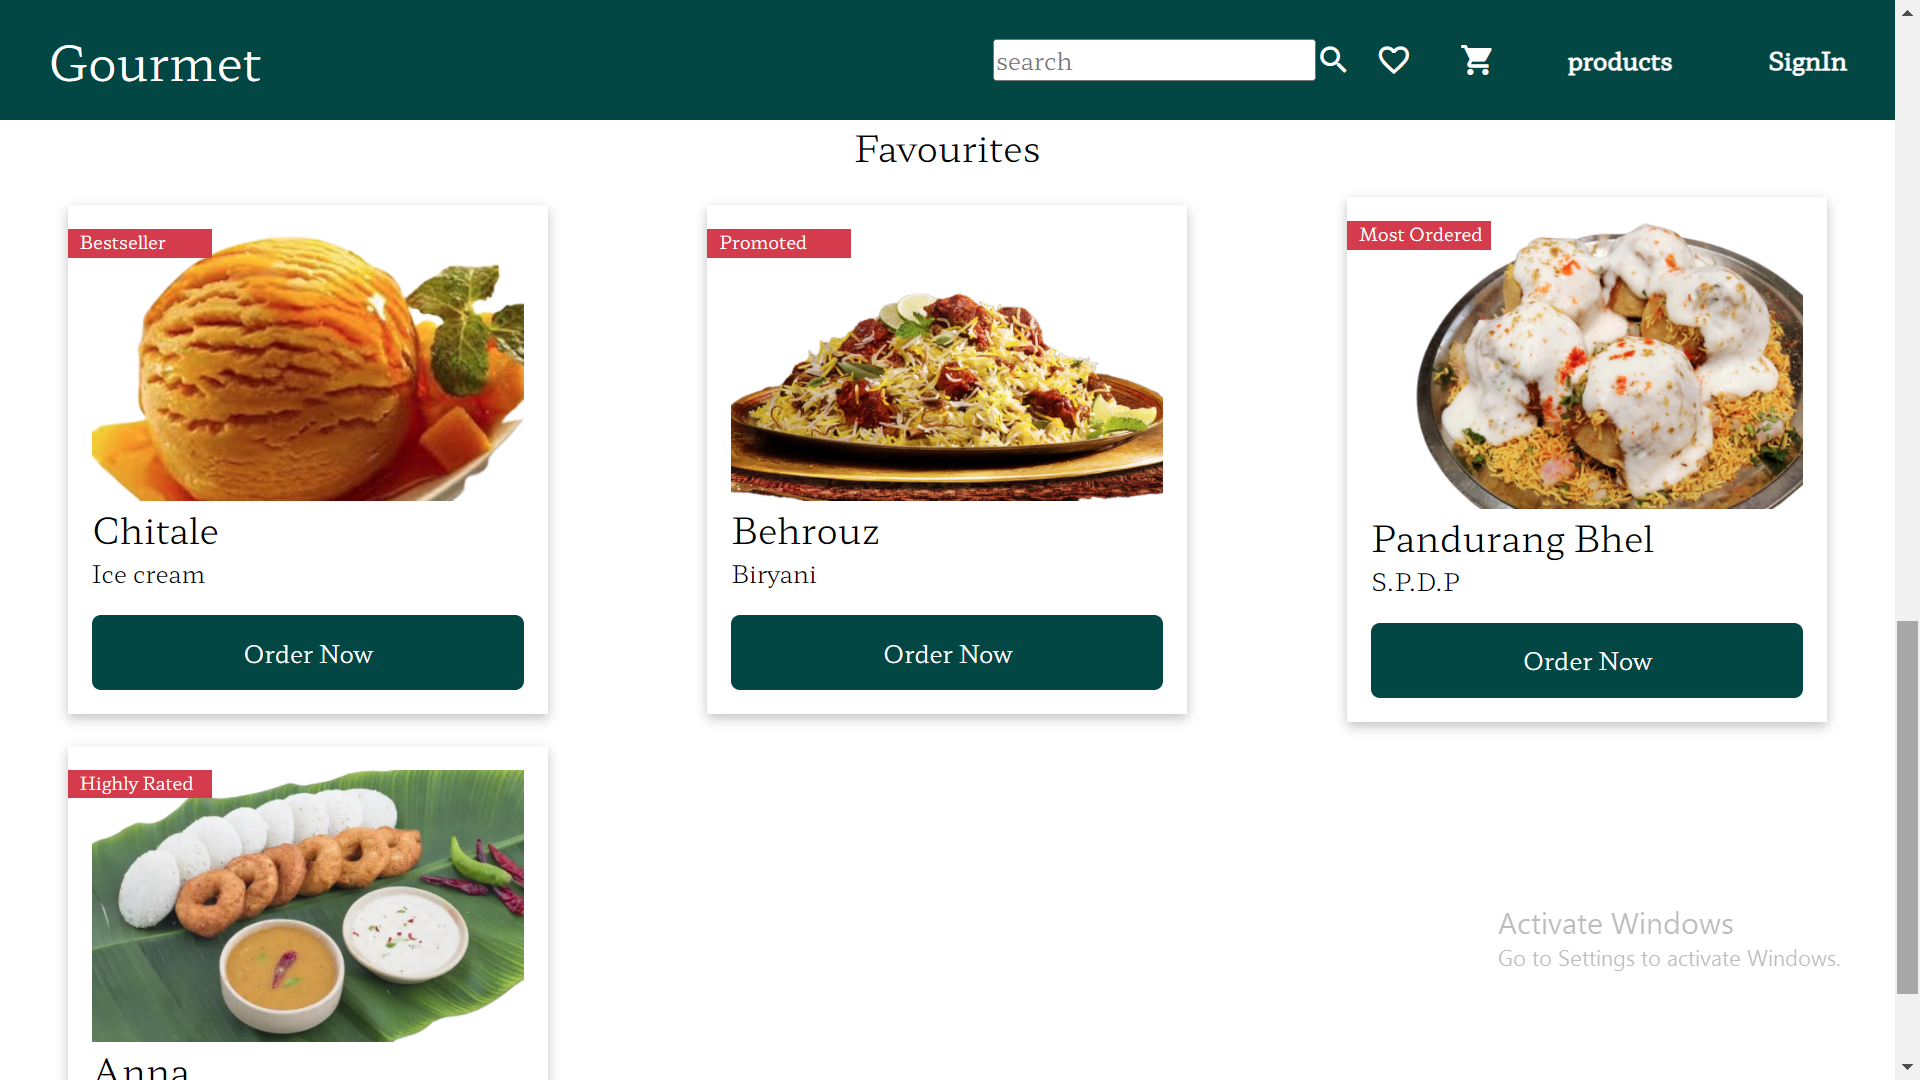 Gourmet
search
products
SignIn
Favourites
Bestseller
Chitale
Ice cream
Order Now
Promoted
Behrouz
Biryani
Order Now
Most Ordered
Pandurang Bhel
S.P.D.P
Order Now
Highly Rated
Anna
Activate Windows
Go to Settings to activate Windows.